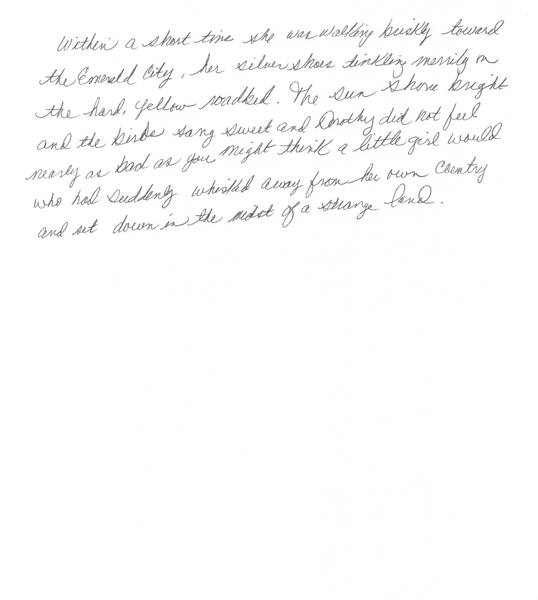 Within a short time she was walking briskly toward
the Emerald City, her silver shoes tinkling merrily on
the hard, yellow roadbed. The sun shone bright
and the birds sang sweet and Dorothy did not feel
nearly as bad as you might think a little girl would
who had suddenly whisked away from her own country
and set down in the midst of a strange land.